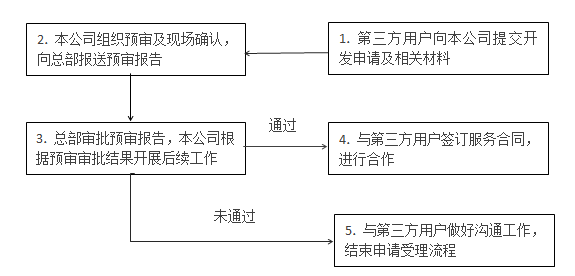 2. 本公司组织预审及现场确认，
向总部报送预审报告
1. 第三方用户向本公司提交开
发申请及相关材料
3. 总部审批预审报告，本公司根
据预审审批结果开展后续工作
通过
4. 与第三方用户签订服务合同，
进行合作
未通过
5. 与第三方用户做好沟通工作，
结束申请受理流程